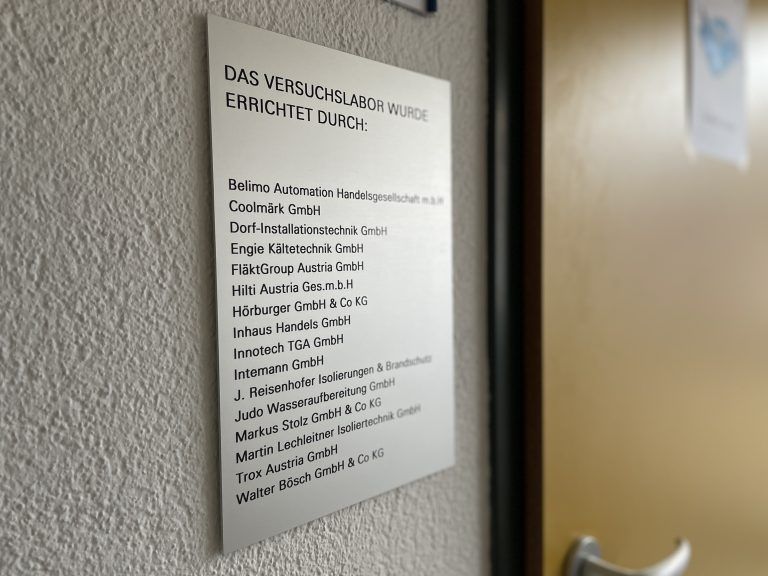 DAS VERSUCHSLABOR WURDE
ERRICHTET DURCH:
Belimo Automation Handelsgesellschaft m.b.H
Coolmärk GmbH
Dorf-Installationstechnik GmbH
Engie Kältetechnik GmbH
FläktGroup Austria GmbH
Hilti Austria Ges.m.b.H
Hörburger GmbH & Co KG
Inhaus Handels GmbH
Innotech TGA GmbH
Intemann GmbH
J. Reisenhofer Isolierungen & Brandschutz
Judo Wasseraufbereitung GmbH
Markus Stolz GmbH & Co KG
Martin Lechleitner Isoliertechnik GmbH
Trox Austria GmbH
Walter Bösch GmbH & Co KG